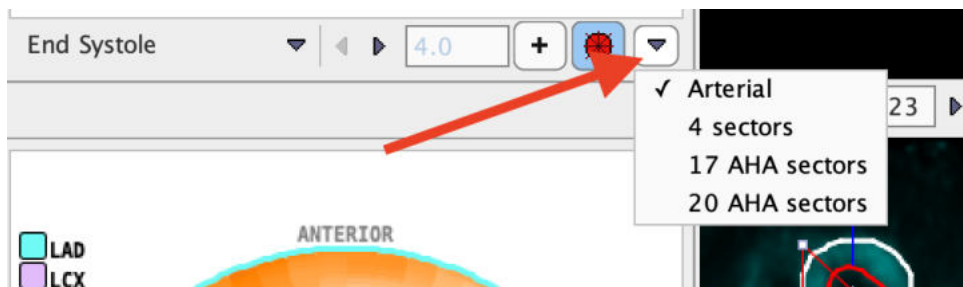 End Systole
4.0
+
✓ Arterial
23
4 sectors
17 AHA sectors
20 AHA sectors
ANTERIOR
LAD
LCX